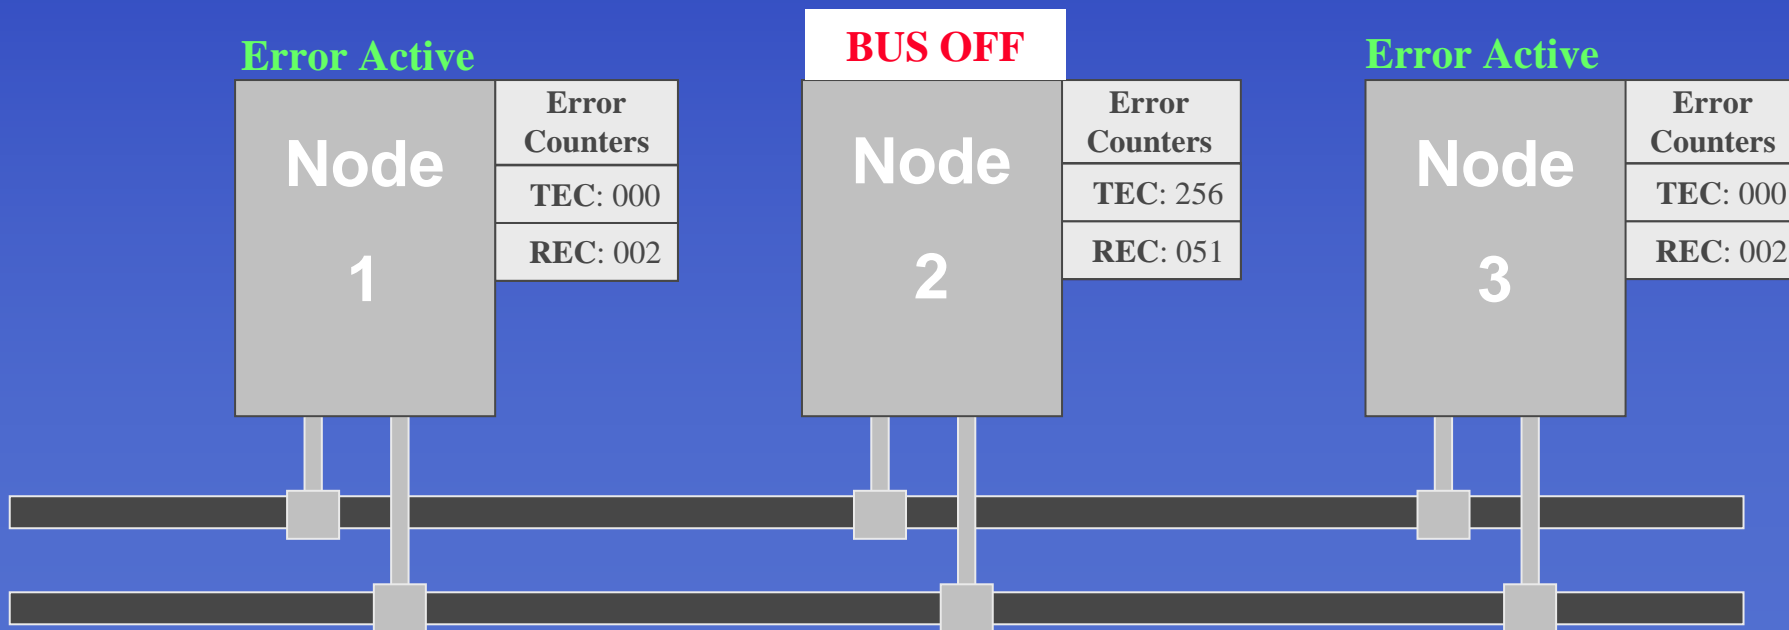 Error Active
Node
1
Error
Counters
TEC: 000
REC: 002
BUS OFF
Node
2
Error
Counters
TEC: 256
REC: 051
Error Active
Node
3
Error
Counters
TEC: 000
REC: 002